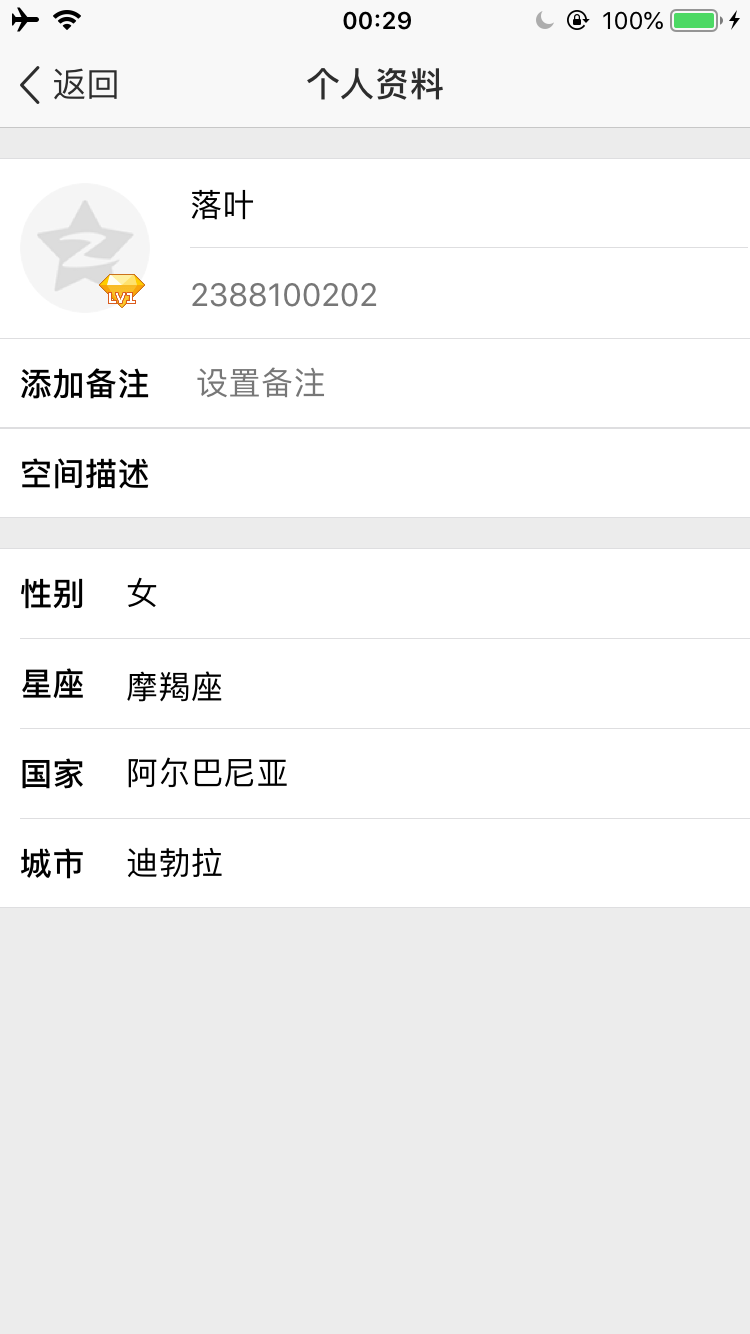 00:29
100%
返回
个人资料
落叶
LV1
2388100202
添加备注 设置备注
空间描述
性别 女
星座 摩羯座
国家 阿尔巴尼亚
城市 迪勃拉